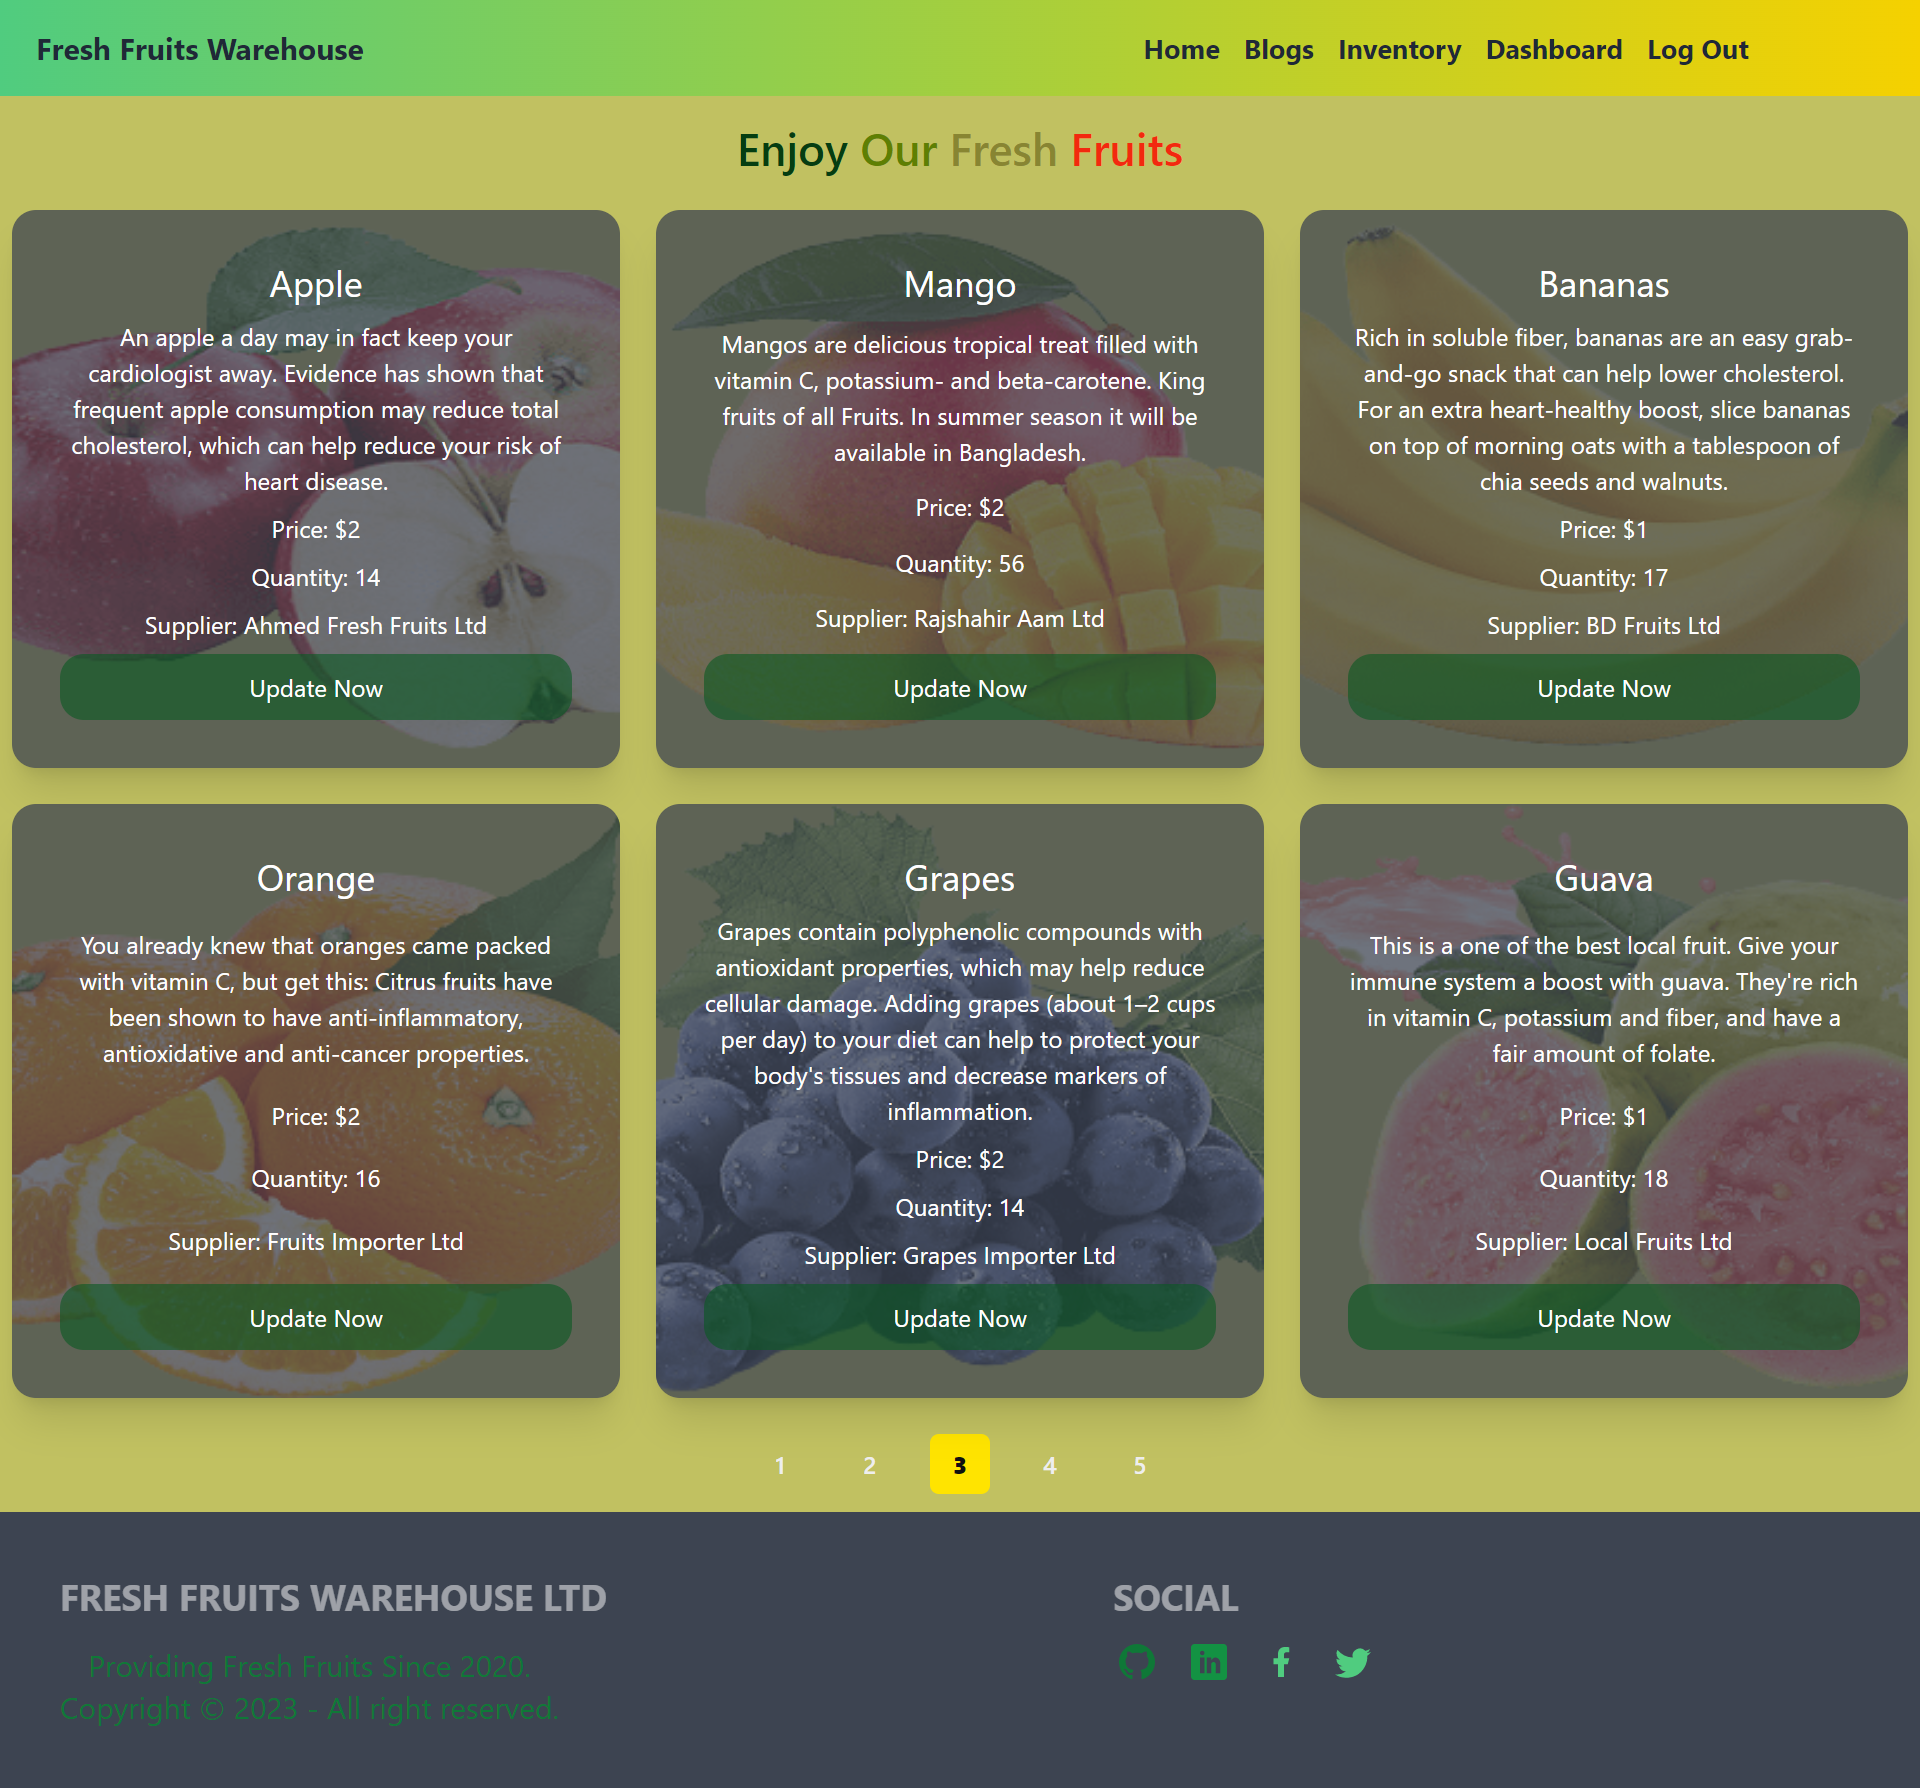 Fresh Fruits Warehouse
Home Blogs Inventory Dashboard Log Out
Enjoy Our Fresh Fruits
Apple
An apple a day may in fact keep your
cardiologist away. Evidence has shown that
frequent apple consumption may reduce total
cholesterol, which can help reduce your risk of
heart disease.
Price: $2
Quantity: 14
Supplier: Ahmed Fresh Fruits Ltd
Update Now
Mango
Mangos are delicious tropical treat filled with
vitamin C, potassium- and beta-carotene. King
fruits of all Fruits. In summer season it will be
available in Bangladesh.
Price: $2
Quantity: 56
Supplier: Rajshahir Aam Ltd
Update Now
Bananas
Rich in soluble fiber, bananas are an easy grab-
and-go snack that can help lower cholesterol.
For an extra heart-healthy boost, slice bananas
on top of morning oats with a tablespoon of
chia seeds and walnuts.
Price: $1
Quantity: 17
Supplier: BD Fruits Ltd
Update Now
Orange
You already knew that oranges came packed
with vitamin C, but get this: Citrus fruits have
been shown to have anti-inflammatory,
antioxidative and anti-cancer properties.
Price: $2
Quantity: 16
Supplier: Fruits Importer Ltd
Update Now
Grapes
Grapes contain polyphenolic compounds with
antioxidant properties, which may help reduce
cellular damage. Adding grapes (about 1–2 cups
per day) to your diet can help to protect your
body's tissues and decrease markers of
inflammation.
Price: $2
Quantity: 14
Supplier: Grapes Importer Ltd
Update Now
Guava
This is a one of the best local fruit. Give your
immune system a boost with guava. They're rich
in vitamin C, potassium and fiber, and have a
fair amount of folate.
Price: $1
Quantity: 18
Supplier: Local Fruits Ltd
Update Now
1 2 3 4 5
FRESH FRUITS WAREHOUSE LTD
Providing Fresh Fruits Since 2020.
Copyright © 2023 - All right reserved.
SOCIAL